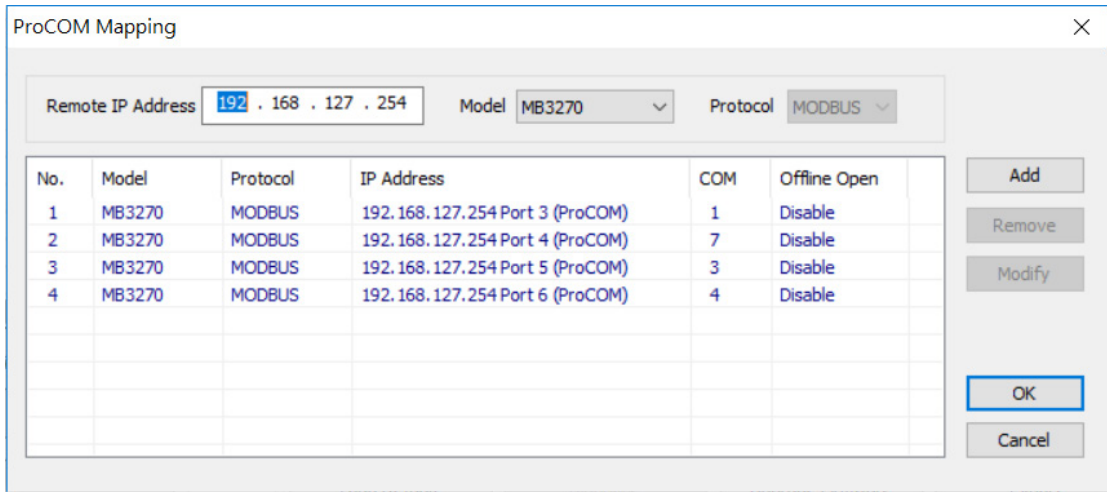 ProCOM Mapping
Remote IP Address 192 . 168 . 127 . 254 Model MB3270 Protocol MODBUS
No. Model Protocol IP Address COM Offline Open
1 MB3270 MODBUS 192.168.127.254 Port 3 (ProCOM) 1 Disable
2 MB3270 MODBUS 192.168.127.254 Port 4 (ProCOM) 7 Disable
3 MB3270 MODBUS 192.168.127.254 Port 5 (ProCOM) 3 Disable
4 MB3270 MODBUS 192.168.127.254 Port 6 (ProCOM) 4 Disable
Add
Remove
Modify
OK
Cancel